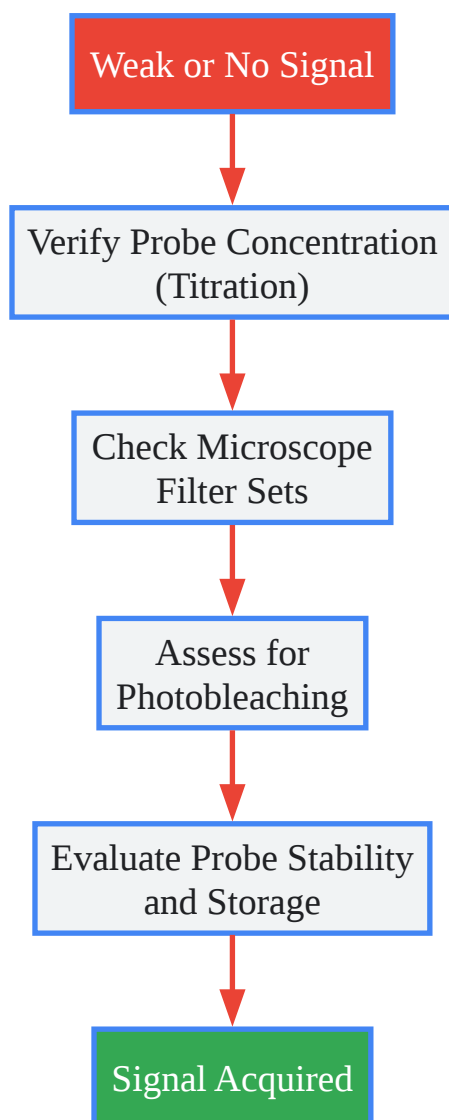 Weak or No Signal
Verify Probe Concentration
(Titration)
Check Microscope
Filter Sets
Assess for
Photobleaching
Evaluate Probe Stability
and Storage
Signal Acquired